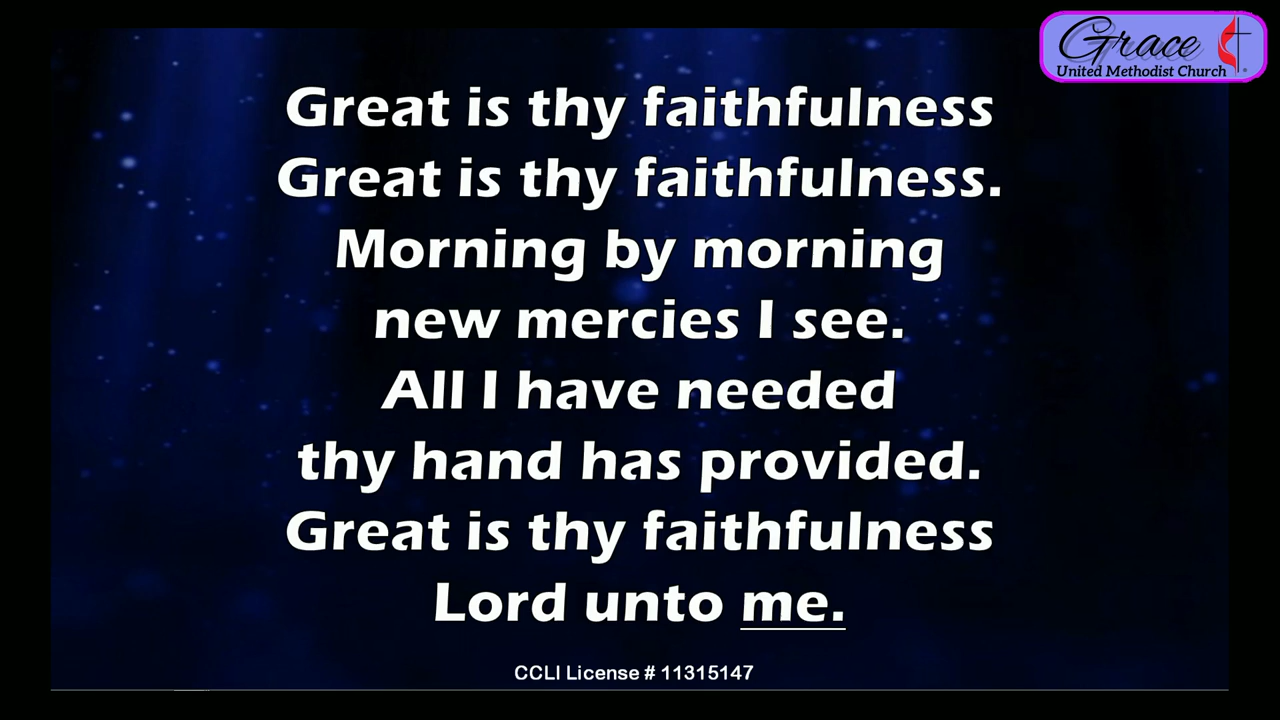 Grace
United Methodist Church
Great is thy faithfulness
Great is thy faithfulness.
Morning by morning
new mercies I see.
All I have needed
thy hand has provided.
Great is thy faithfulness
Lord unto me.
CCLI License # 11315147